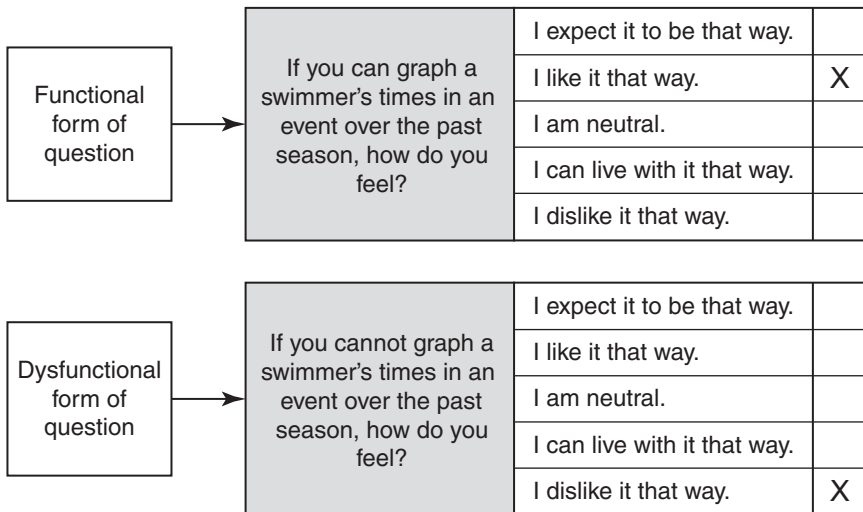 Functional
form of
question
If you can graph a
swimmer’s times in an
event over the past
season, how do you
feel?
I expect it to be that way.
I like it that way.
X
I am neutral.
I can live with it that way.
I dislike it that way.
Dysfunctional
form of
question
If you cannot graph a
swimmer’s times in an
event over the past
season, how do you
feel?
I expect it to be that way.
I like it that way.
I am neutral.
I can live with it that way.
I dislike it that way.
X